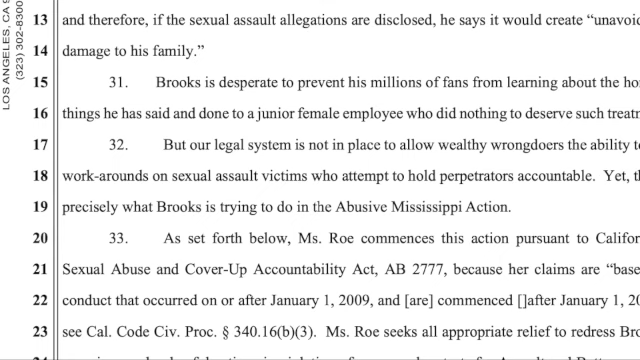 LOS ANGELES, CA 9
(323) 302-8300
13 and therefore, if the sexual assault allegations are disclosed, he says it would create “unavoid
14 damage to his family.”
15 31. Brooks is desperate to prevent his millions of fans from learning about the
16 things he has said and done to a junior female employee who did nothing to deserve such
17 32. But our legal system is not in place to allow wealthy wrongdoers the ability
18 work-arounds on sexual assault victims who attempt to hold perpetrators accountable. Yet,
19 precisely what Brooks is trying to do in the Abusive Mississippi Action.
20 33. As set forth below, Ms. Roe commences this action pursuant to
21 Sexual Abuse and Cover-Up Accountability Act, AB 2777, because her claims are
22 conduct that occurred on or after January 1, 2009, and [are] commenced []after January 1,
23 see Cal. Code Civ. Proc. § 340.16(b)(3). Ms. Roe seeks all appropriate relief to redress